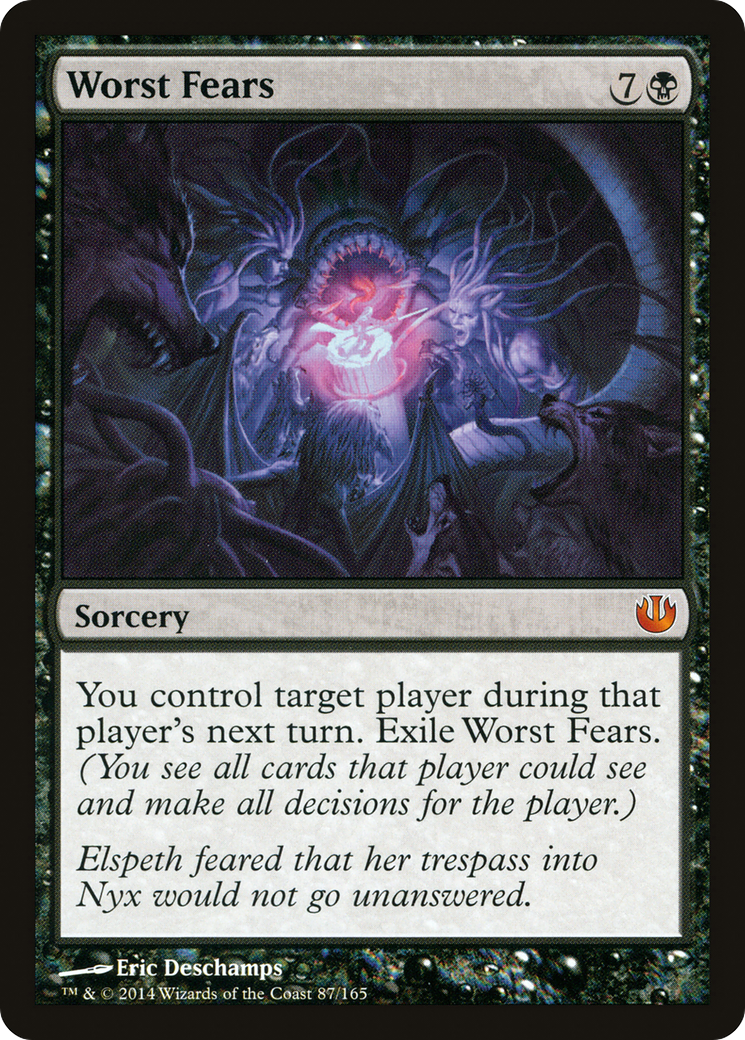 Worst Fears 7
Sorcery
You control target player during that
player's next turn. Exile Worst Fears.
(You see all cards that player could see
and make all decisions for the player.)
Elspeth feared that her trespass into
Nyx would not go unanswered.
Eric Deschamps
™ & © 2014 Wizards of the Coast 87/165